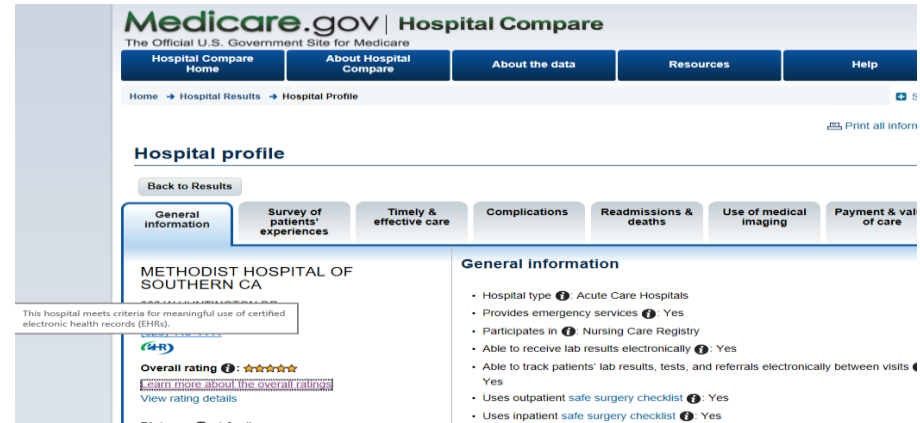 Medicare.gov | Hospital Compare
The Official U.S. Government Site for Medicare
Hospital Compare Home
About Hospital Compare
About the data
Resources
Help
Home → Hospital Results → Hospital Profile
Print all
Hospital profile
Back to Results
General information
Survey of patients' experiences
Timely & effective care
Complications
Readmissions & deaths
Use of medical imaging
Payment & of care
METHODIST HOSPITAL OF
SOUTHERN CA
This hospital meets criteria for meaningful use of certified
electronic health records (EHRs).
EHR
Overall rating :
Learn more about the overall ratings
View rating details
General information
• Hospital type : Acute Care Hospitals
• Provides emergency services : Yes
• Participates in : Nursing Care Registry
• Able to receive lab results electronically : Yes
• Able to track patients' lab results, tests, and referrals electronically between visits
Yes
• Uses outpatient safe surgery checklist : Yes
• Uses inpatient safe surgery checklist : Yes